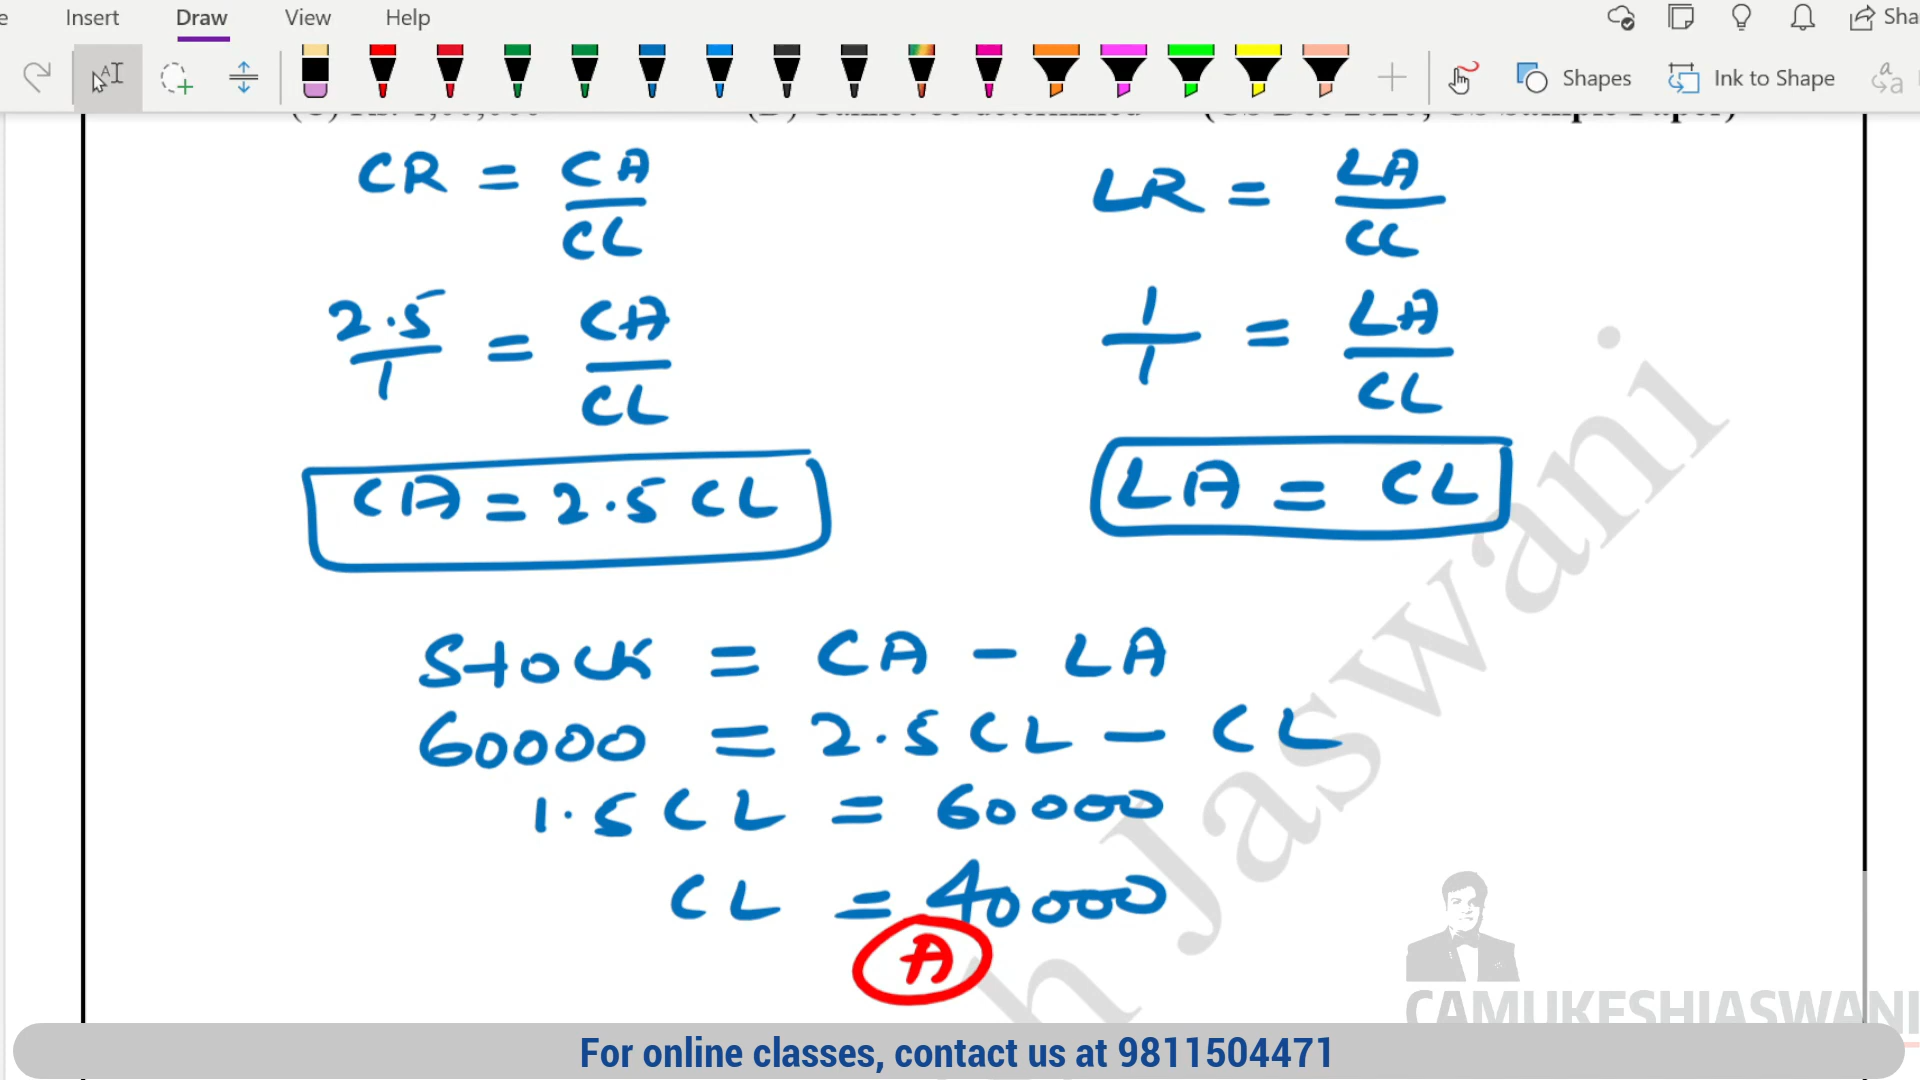 Insert Draw View Help
Shapes Ink to Shape
CR = CA/CL
LR = LA/CL
2.5/1 = CA/CL
1/1 = LA/CL
CA = 2.5 CL
LA = CL
Stock = CA - LA
60000 = 2.5 CL - CL
1.5 CL = 60000
CL = 40000
A
h Jaswani
CAMUKESHJASWANI
For online classes, contact us at 9811504471